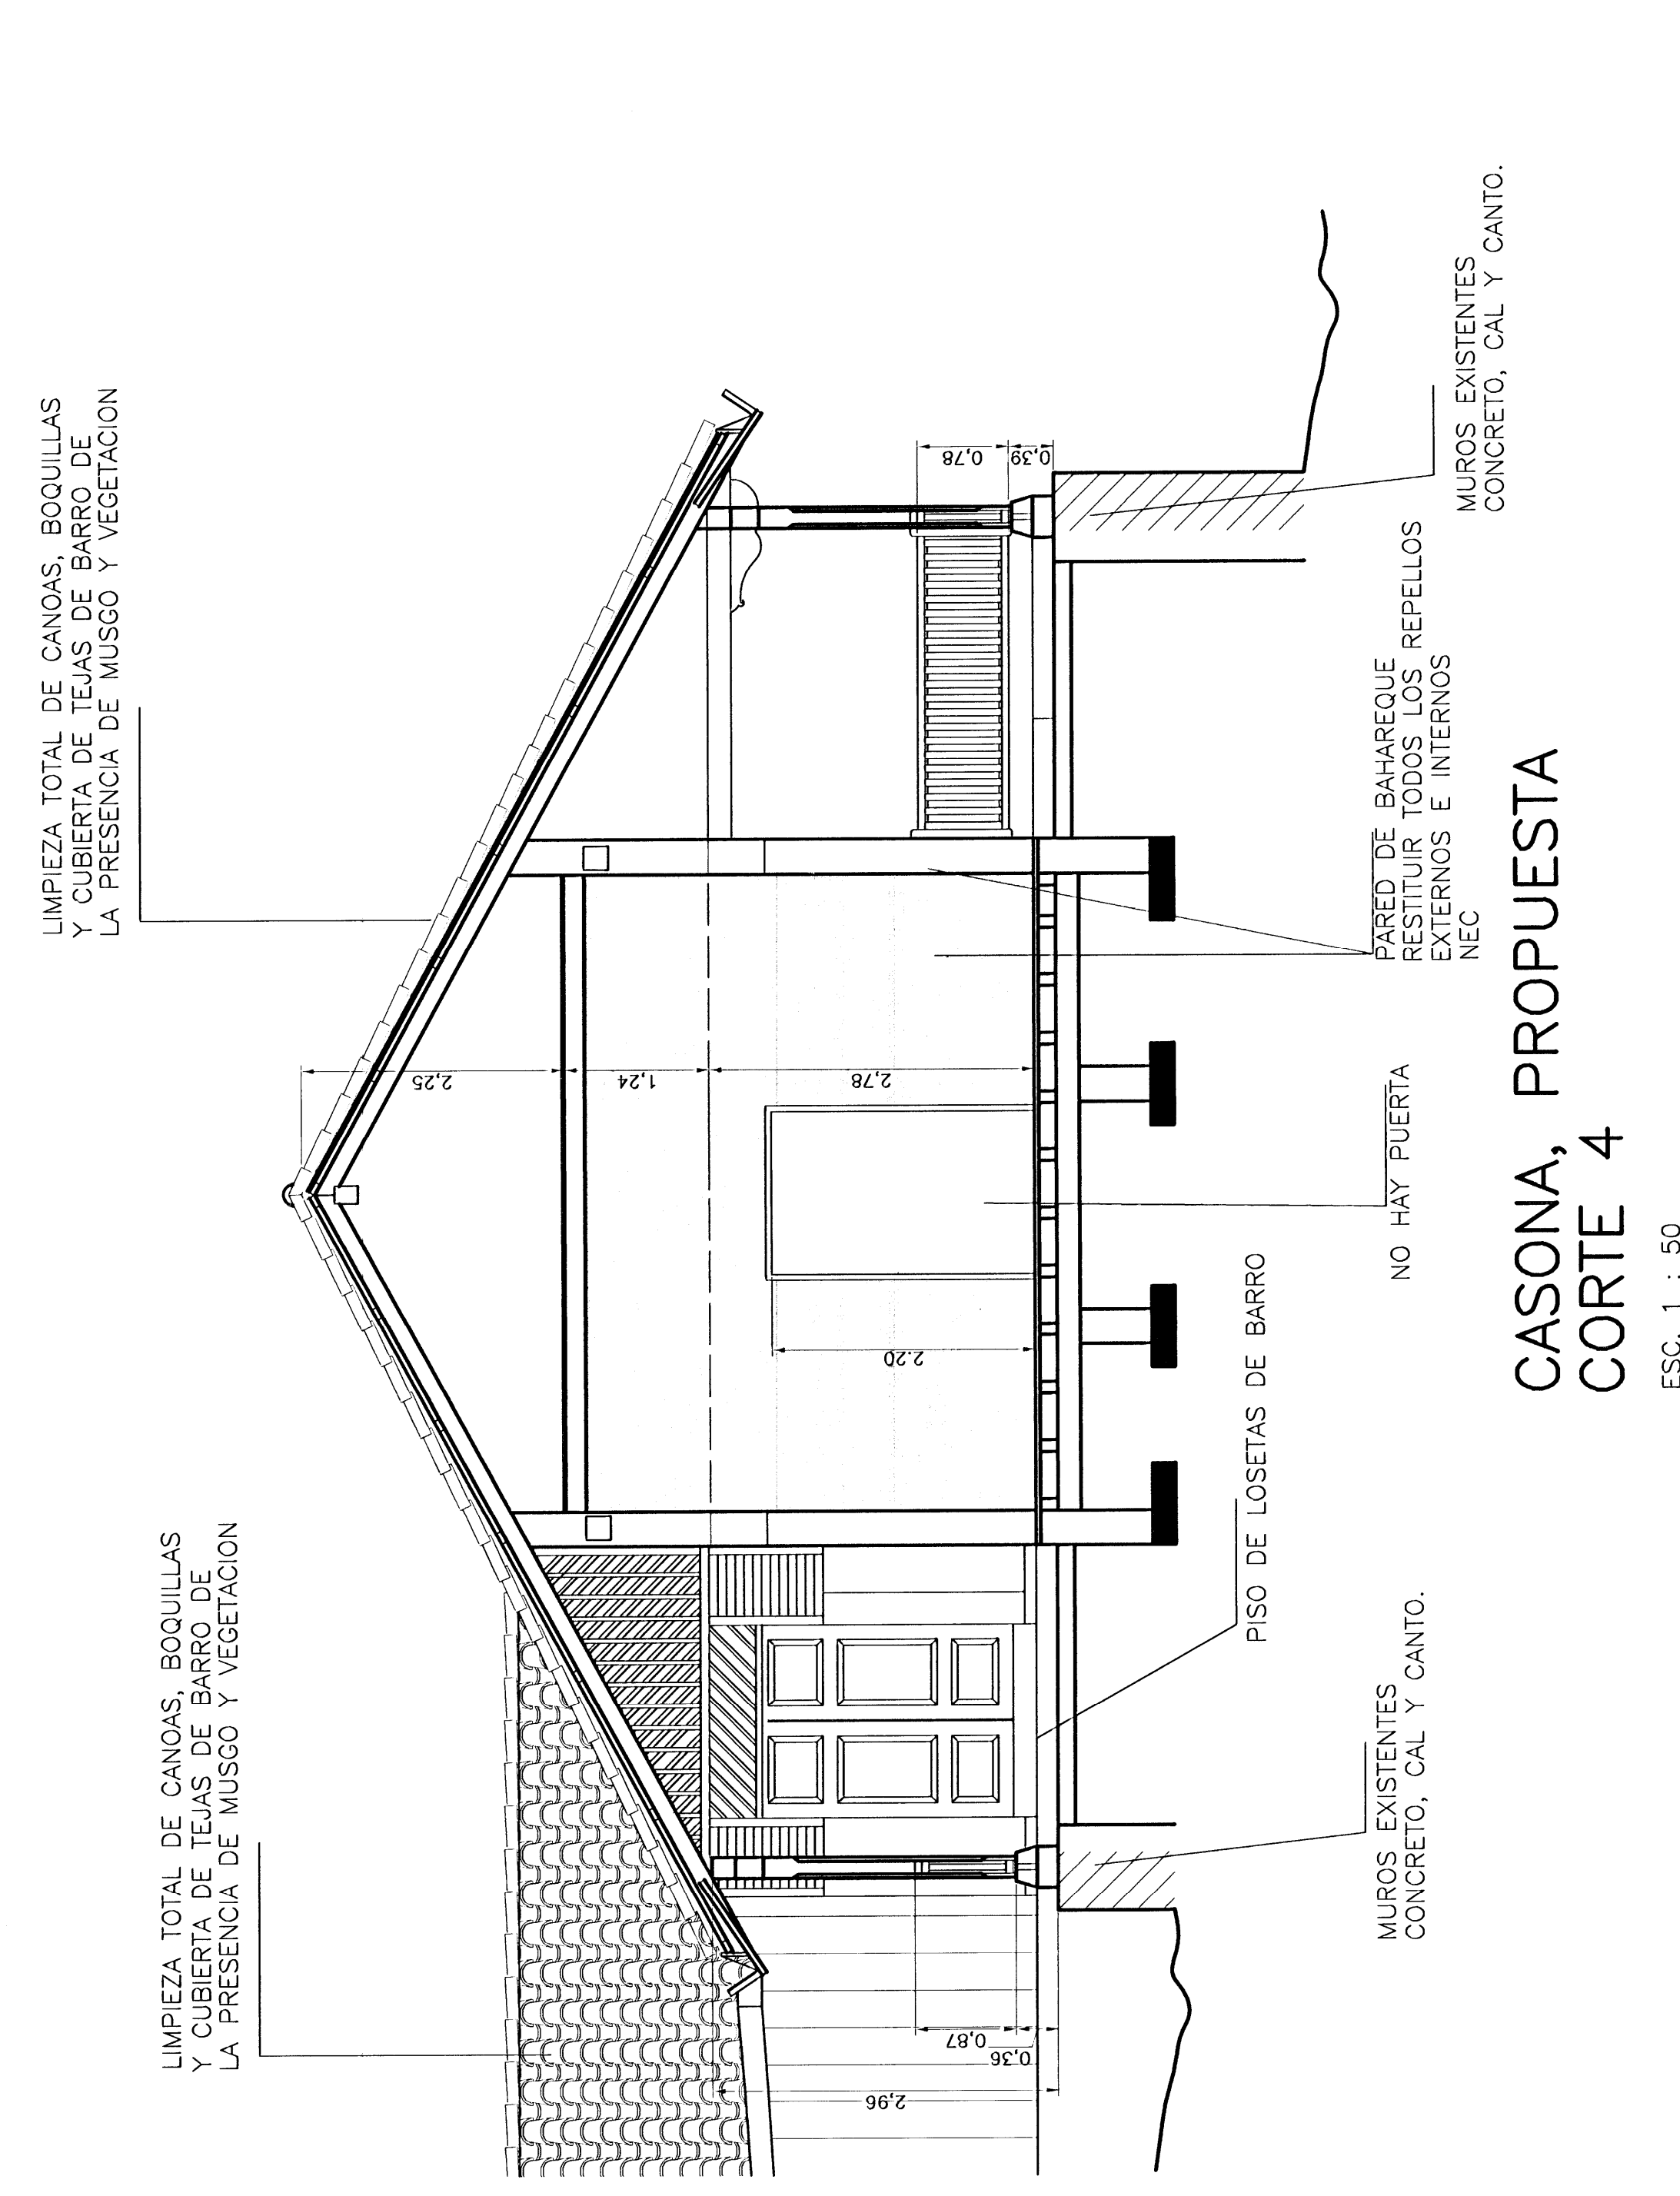 LIMPIEZA TOTAL DE CANOAS, BOQUILLAS
Y CUBIERTA DE TEJAS DE BARRO DE
LA PRESENCIA DE MUSGO Y VEGETACION
LIMPIEZA TOTAL DE CANOAS, BOQUILLAS
Y CUBIERTA DE TEJAS DE BARRO DE
LA PRESENCIA DE MUSGO Y VEGETACION
2,25
1,24
2,78
2.20
0,78
0,39
0,87
0,36
2,96
PISO DE LOSETAS DE BARRO
MUROS EXISTENTES
CONCRETO, CAL Y CANTO.
NO HAY PUERTA
PARED DE BAHAREQUE
RESTITUIR TODOS LOS REPELLOS
EXTERNOS E INTERNOS
NEC
MUROS EXISTENTES
CONCRETO, CAL Y CANTO.
CASONA, PROPUESTA
CORTE 4
ESC. 1 : 50